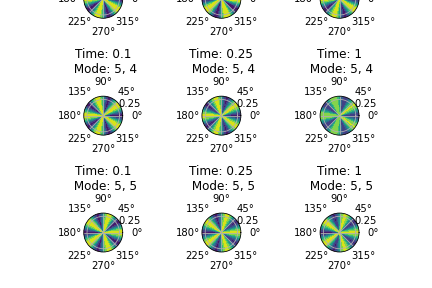 180° 0° 180° 0° 180° 0°
225° 315° 225° 315° 225° 315°
270° 270° 270°
Time: 0.1 Time: 0.25 Time: 1
Mode: 5, 4 Mode: 5, 4 Mode: 5, 4
90° 90° 90°
135° 45° 135° 45° 135° 45°
0.25 0.25 0.25
180° 0° 180° 0° 180° 0°
225° 315° 225° 315° 225° 315°
270° 270° 270°
Time: 0.1 Time: 0.25 Time: 1
Mode: 5, 5 Mode: 5, 5 Mode: 5, 5
90° 90° 90°
135° 45° 135° 45° 135° 45°
0.25 0.25 0.25
180° 0° 180° 0° 180° 0°
225° 315° 225° 315° 225° 315°
270° 270° 270°